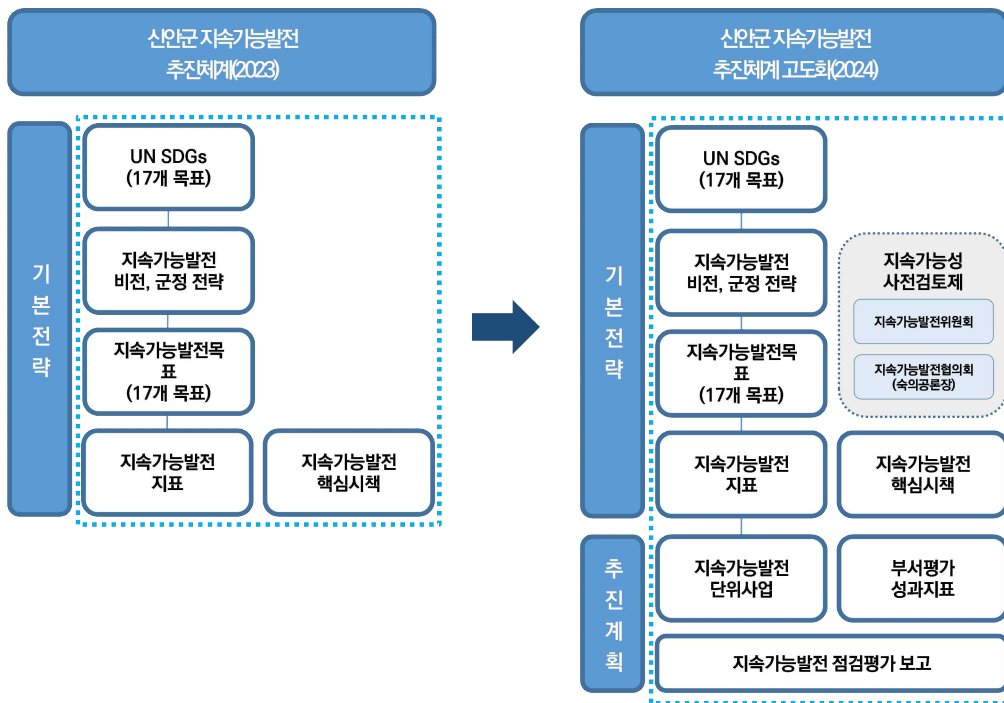 신안군 지속가능발전
추진체계(2023)
기
본
전
략
UN SDGs
(17개 목표)
지속가능발전
비전, 군정 전략
지속가능발전목
표
(17개 목표)
지속가능발전
지표
지속가능발전
핵심시책
신안군 지속가능발전
추진체계 고도회(2024)
기
본
전
략
UN SDGs
(17개 목표)
지속가능발전
비전, 군정 전략
지속가능발전목
표
(17개 목표)
지속가능성
사전검토제
지속가능발전위원회
지속가능발전협의회
(숙의공론장)
지속가능발전
지표
지속가능발전
핵심시책
추
진
계
획
지속가능발전
단위사업
부서평가
성과지표
지속가능발전 점검평가 보고